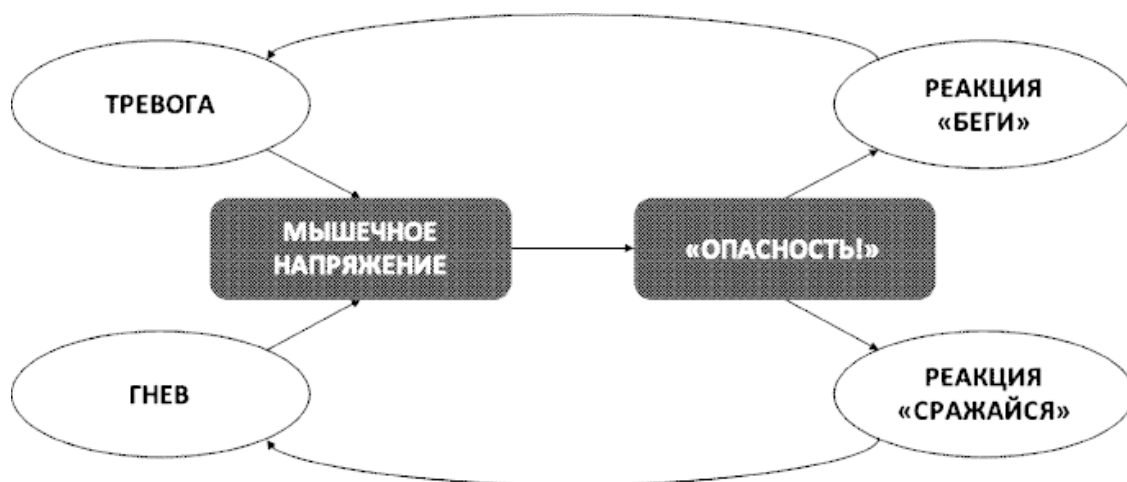 ТРЕВОГА
РЕАКЦИЯ
«БЕГИ»
МЫШЕЧНОЕ
НАПРЯЖЕНИЕ
«ОПАСНОСТЬ!»
ГНЕВ
РЕАКЦИЯ
«СРАЖАЙСЯ»